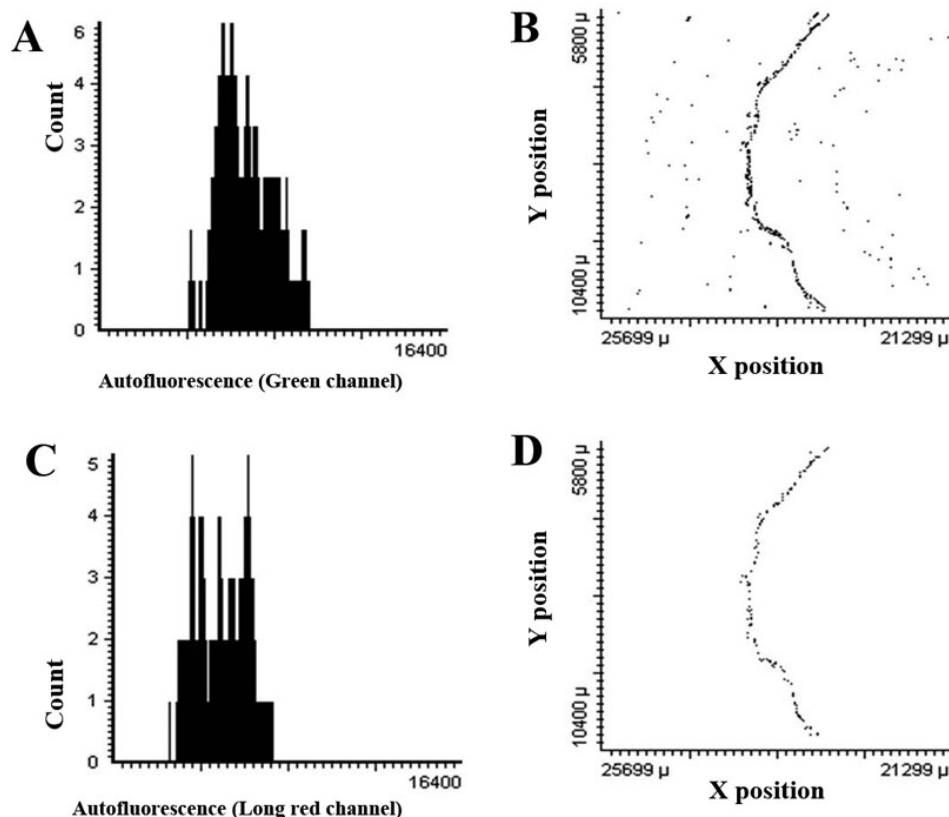 A
Count
6
4
3
2
1
0
16400
Autofluorescence (Green channel)
B
Y position
5800 µ
10400 µ
25699 µ
21299 µ
X position
C
Count
5
4
3
2
1
0
16400
Autofluorescence (Long red channel)
D
Y position
5800 µ
10400 µ
25699 µ
21299 µ
X position